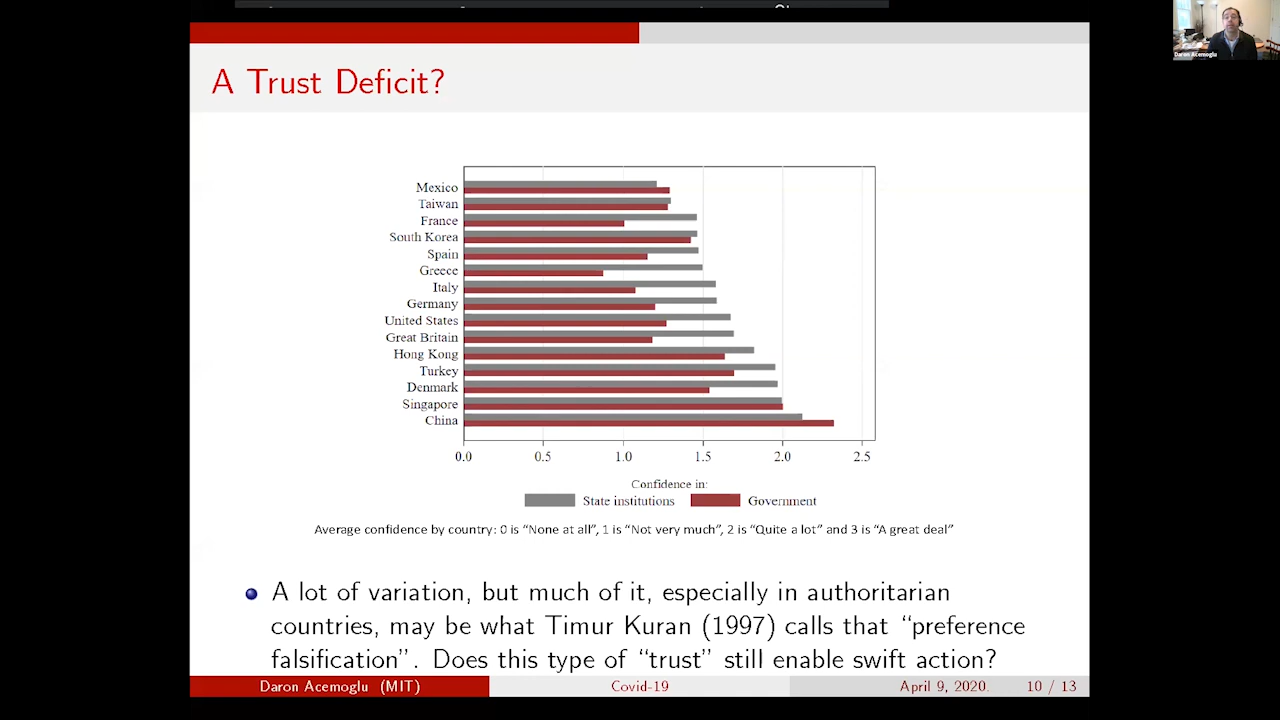 Daron Acemoglu
A Trust Deficit?
Mexico
Taiwan
France
South Korea
Spain
Greece
Italy
Germany
United States
Great Britain
Hong Kong
Turkey
Denmark
Singapore
China
0.0 0.5 1.0 1.5 2.0 2.5
Confidence in:
State institutions Government
Average confidence by country: 0 is “None at all”, 1 is “Not very much”, 2 is “Quite a lot” and 3 is “A great deal”
A lot of variation, but much of it, especially in authoritarian
countries, may be what Timur Kuran (1997) calls that “preference
falsification”. Does this type of “trust” still enable swift action?
Daron Acemoglu (MIT) Covid-19 April 9, 2020. 10 / 13